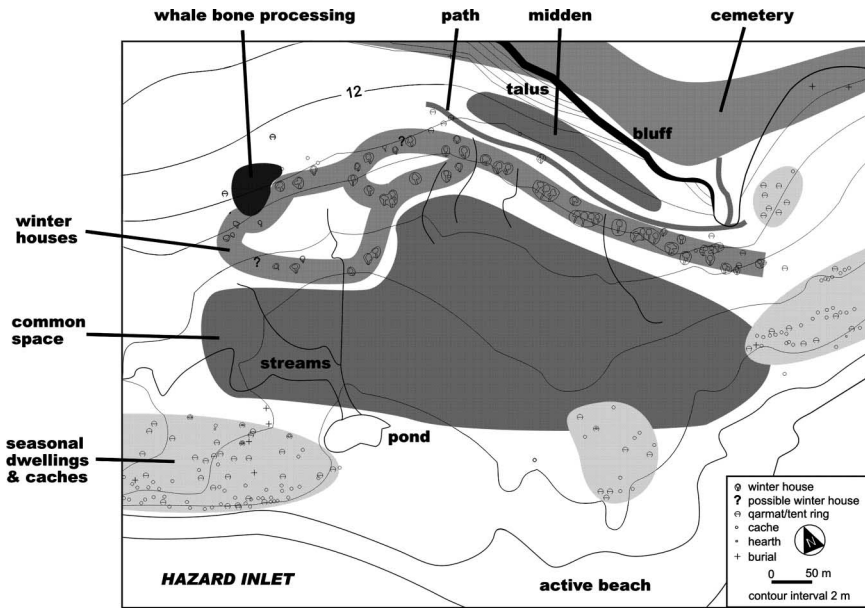 whale bone processing
path
midden
cemetery
talus
12
bluff
?
winter
houses
?
common
space
streams
seasonal
dwellings
& caches
pond
winter house
? possible winter house
qarmat/tent ring
cache
hearth
+ burial
N
0 50 m
contour interval 2 m
HAZARD INLET
active beach